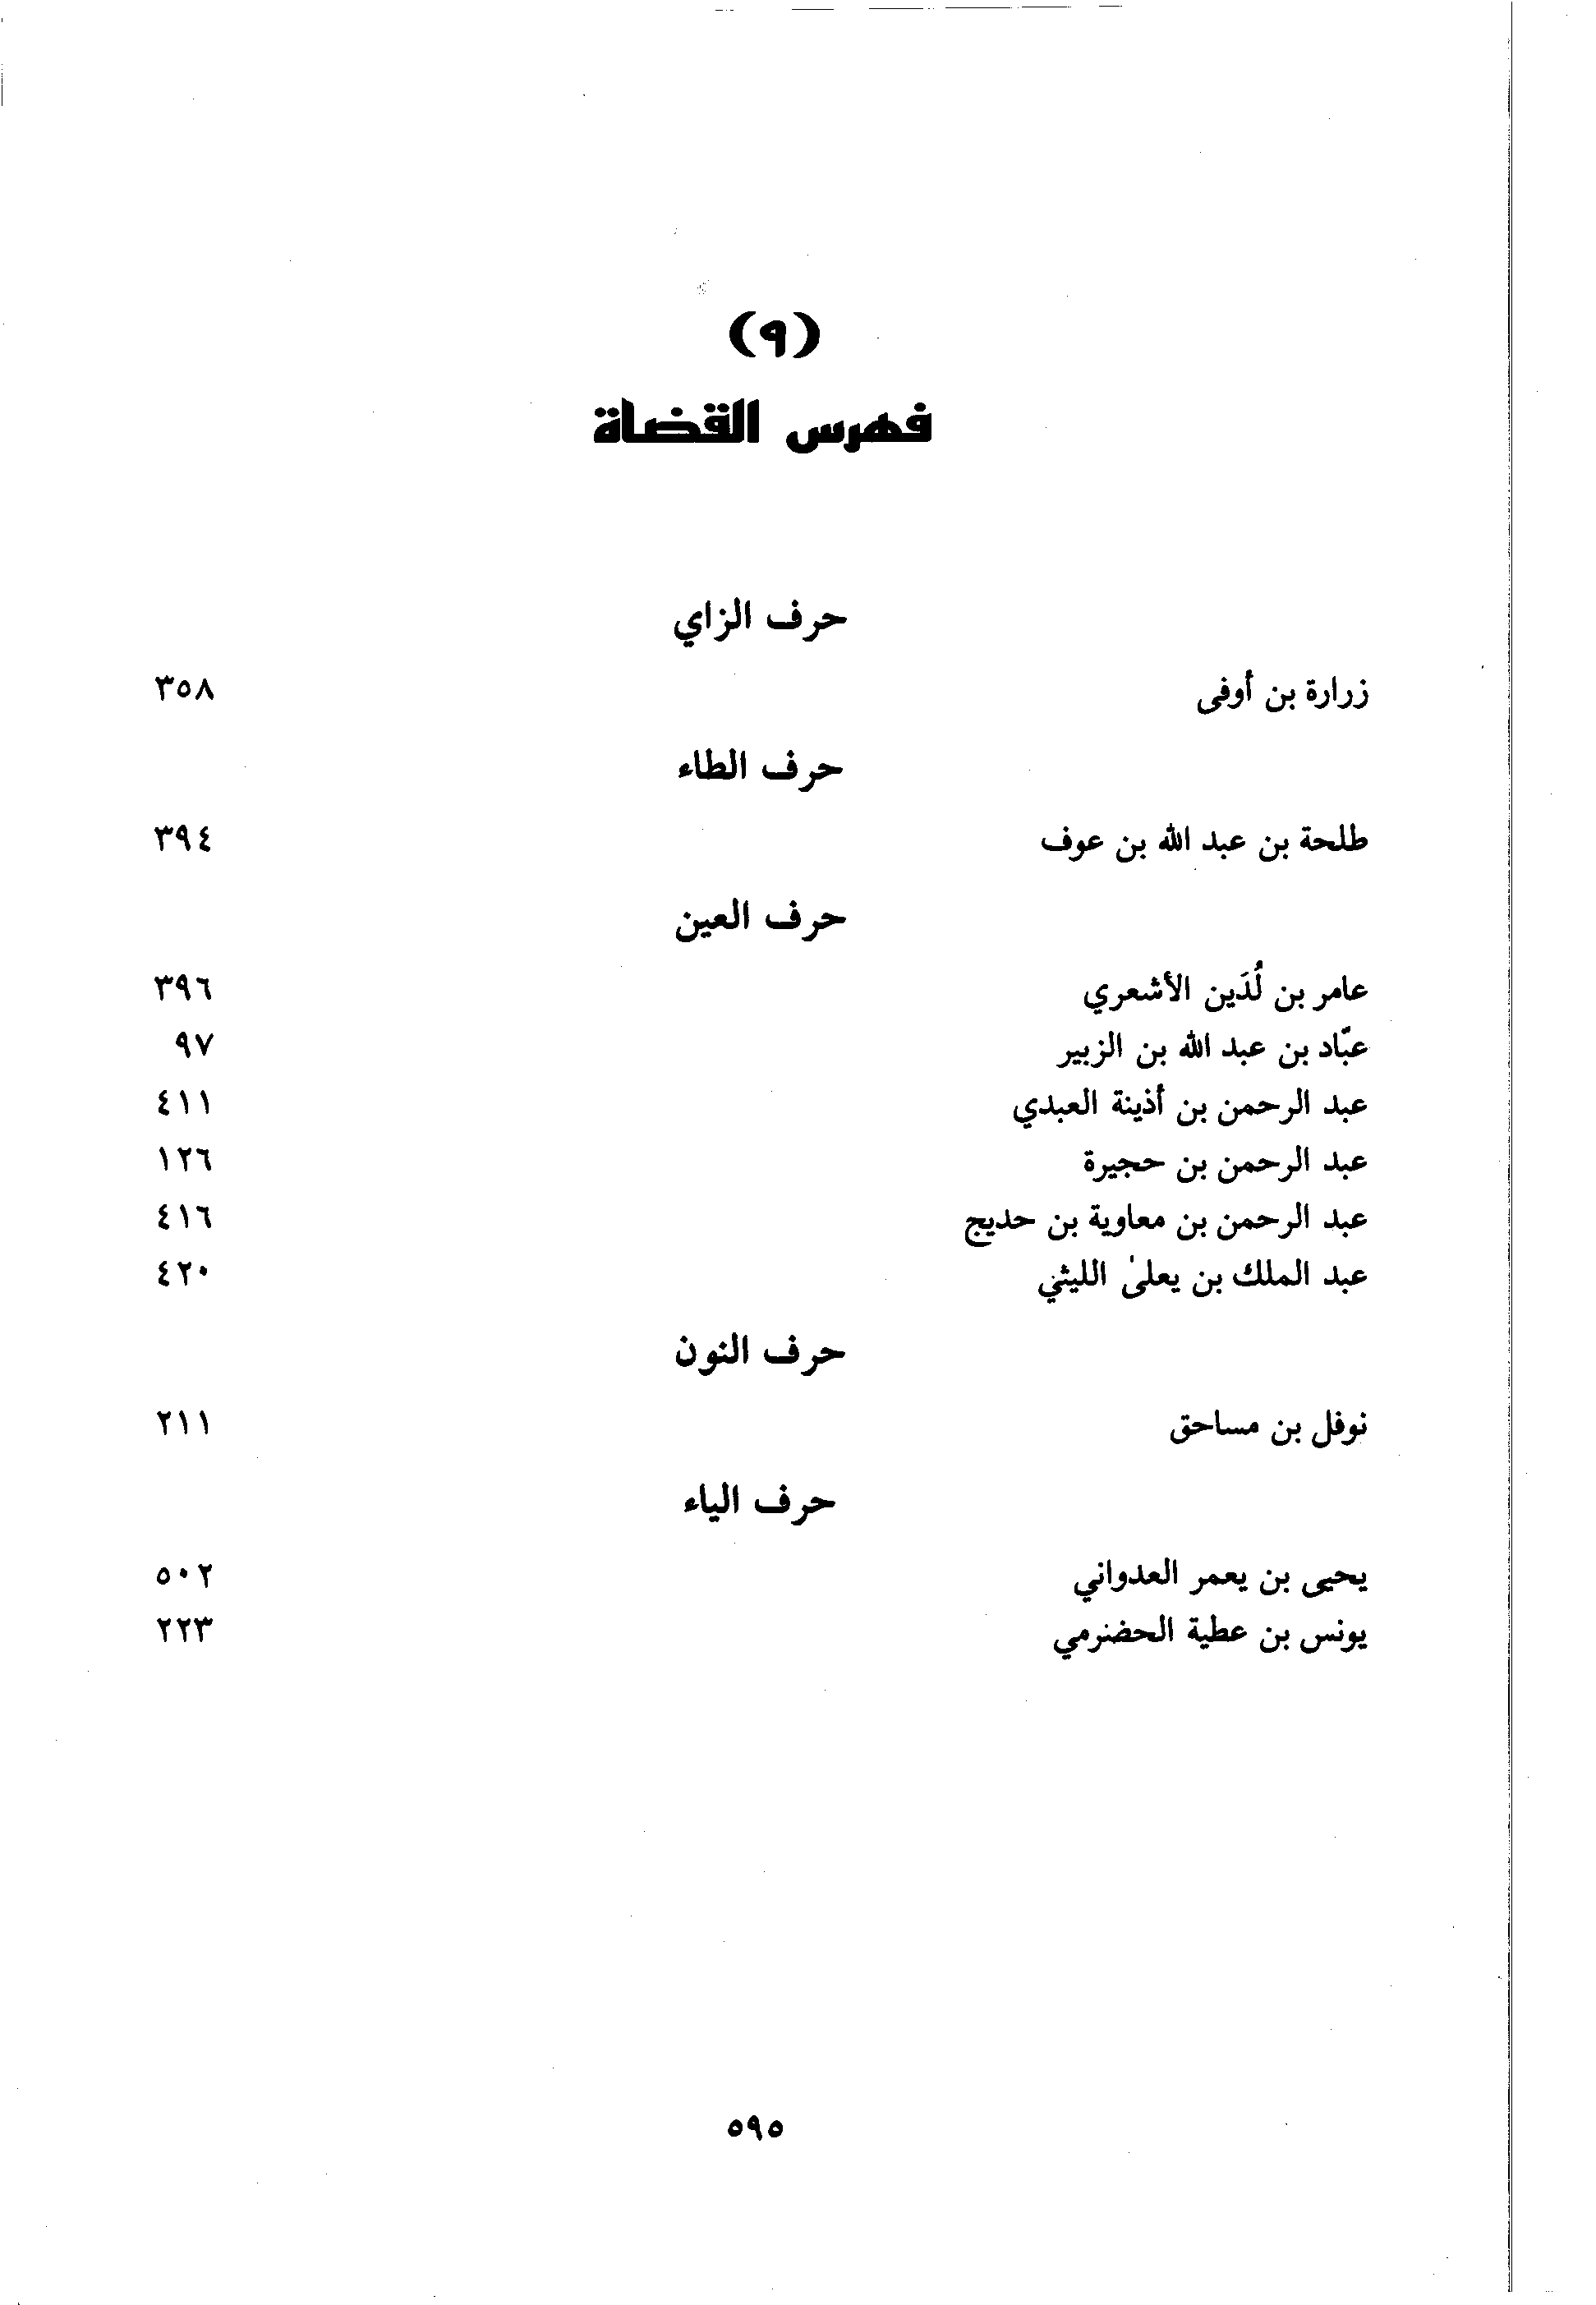 (٩)
فهرس القضاة
حرف الزاي
زرارة بن أوفى ٣٥٨
حرف الطاء
طلحة بن عبد الله بن عوف ٣٩٤
حرف العين
عامر بن لُدَين الأشعري ٣٩٦
عبّاد بن عبد الله بن الزبير ٩٧
عبد الرحمن بن أذينة العبدي ٤١١
عبد الرحمن بن حجيرة ١٢٦
عبد الرحمن بن معاوية بن حديج ٤١٦
عبد الملك بن يعلىٰ الليثي ٤٢٠
حرف النون
نوفل بن مساحق ٢١١
حرف الياء
يحيى بن يعمر العدواني ٥٠٢
يونس بن عطية الحضرمي ٢٢٣
٥٩٥